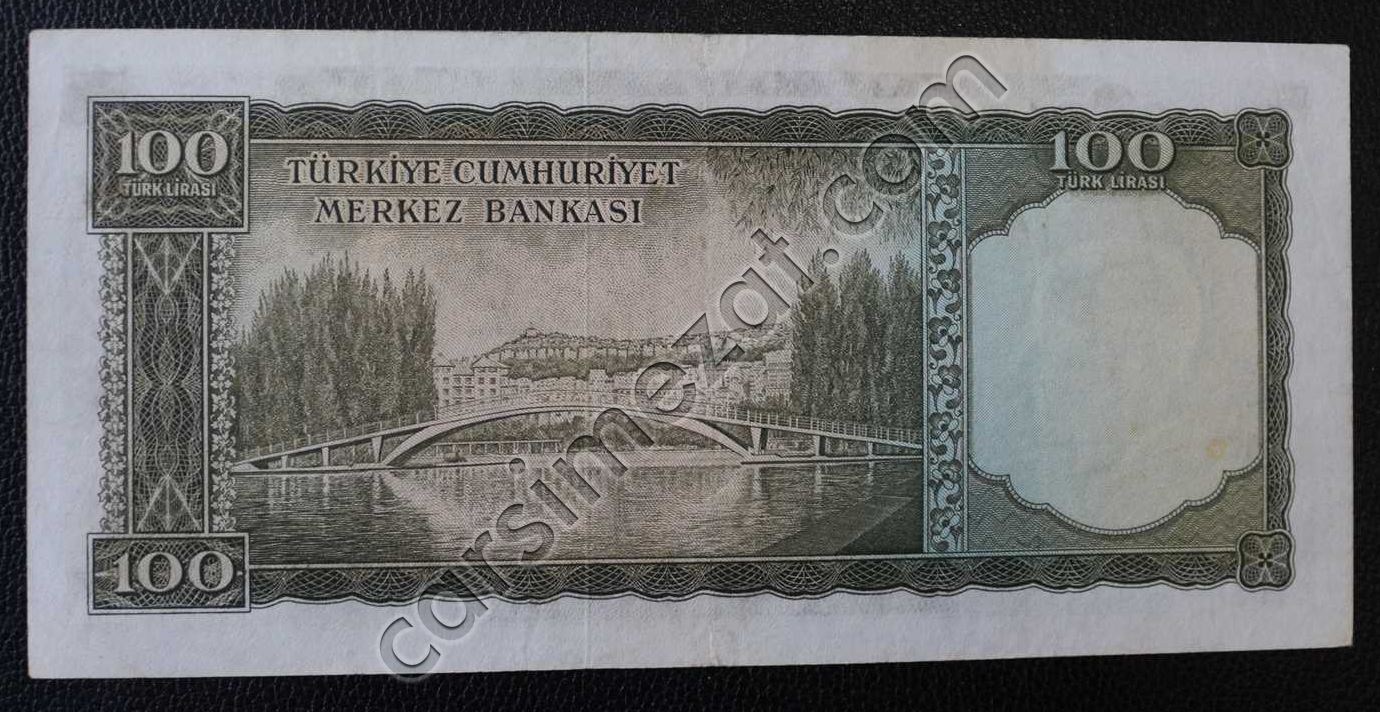 100
TÜRK LİRASI
TÜRKİYE CUMHURİYET
MERKEZ BANKASI
100
TÜRK LİRASI
100
carsimezat.com